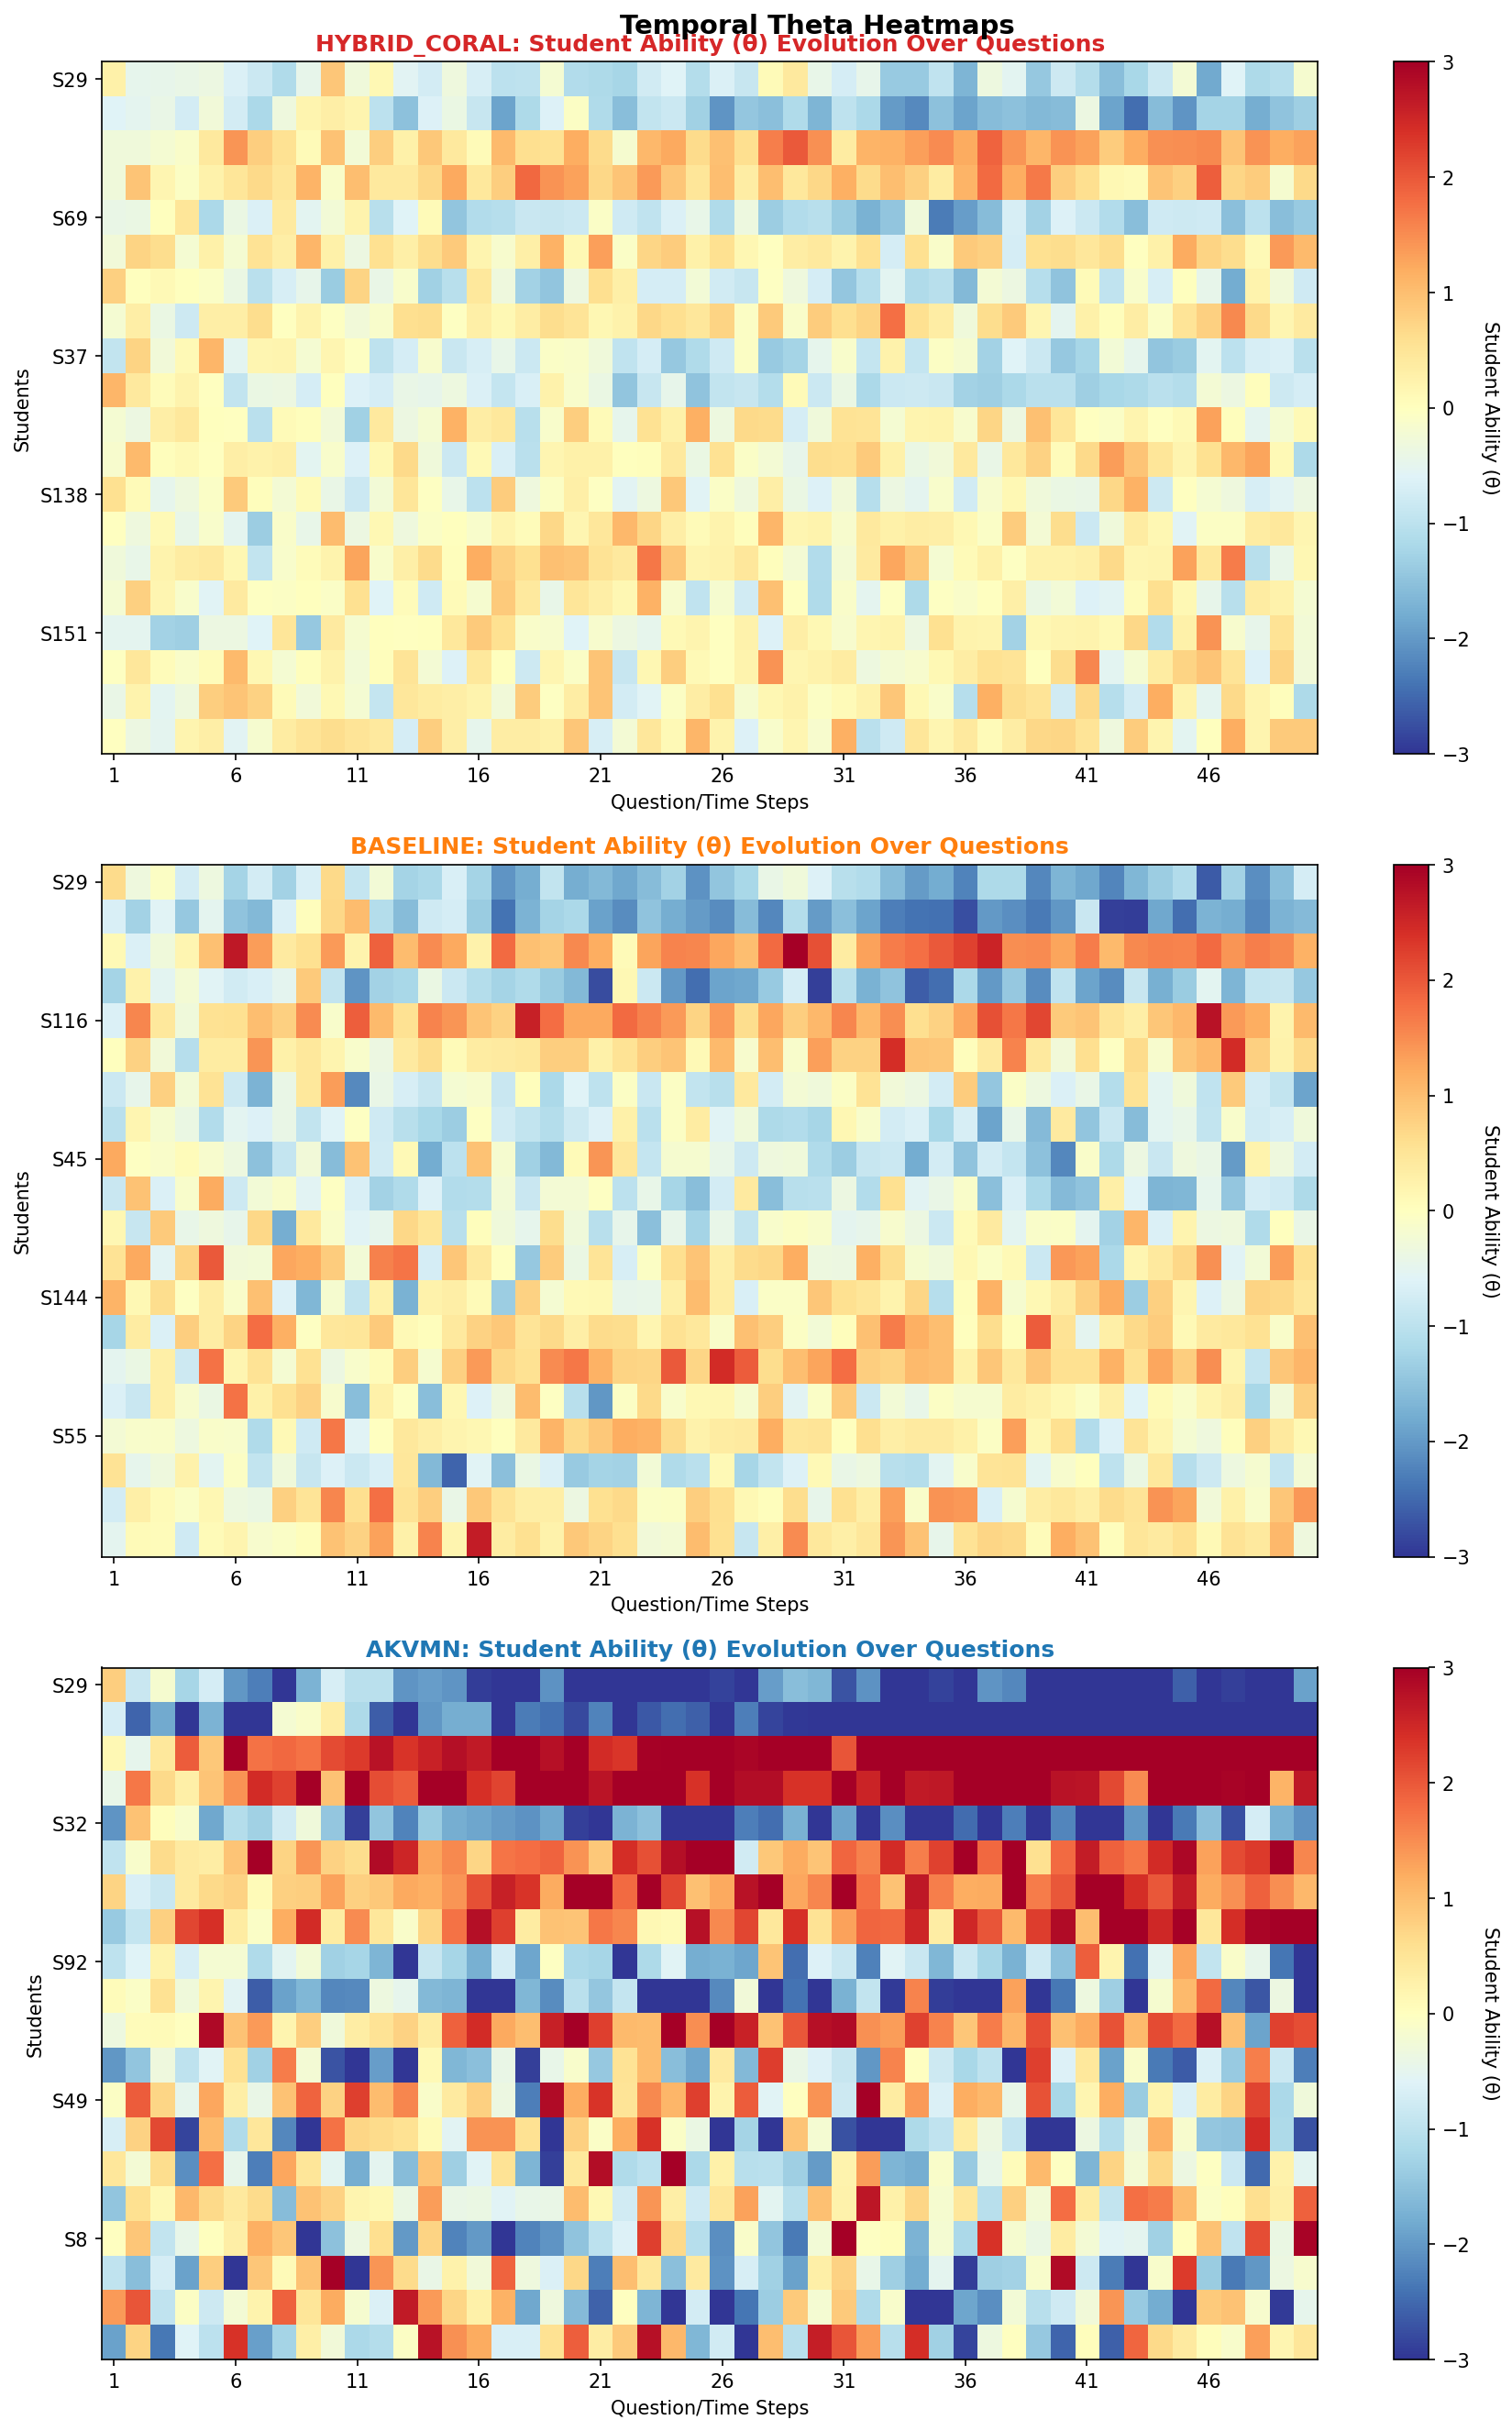 Temporal Theta Heatmaps
HYBRID_CORAL: Student Ability (θ) Evolution Over Questions
S29
S69
S37
S138
S151
Students
1 6 11 16 21 26 31 36 41 46
Question/Time Steps
3
2
1
0
−1
−2
−3
Student Ability (θ)
BASELINE: Student Ability (θ) Evolution Over Questions
S29
S116
S45
S144
S55
Students
1 6 11 16 21 26 31 36 41 46
Question/Time Steps
3
2
1
0
−1
−2
−3
Student Ability (θ)
AKVMN: Student Ability (θ) Evolution Over Questions
S29
S32
S92
S49
S8
Students
1 6 11 16 21 26 31 36 41 46
Question/Time Steps
3
2
1
0
−1
−2
−3
Student Ability (θ)